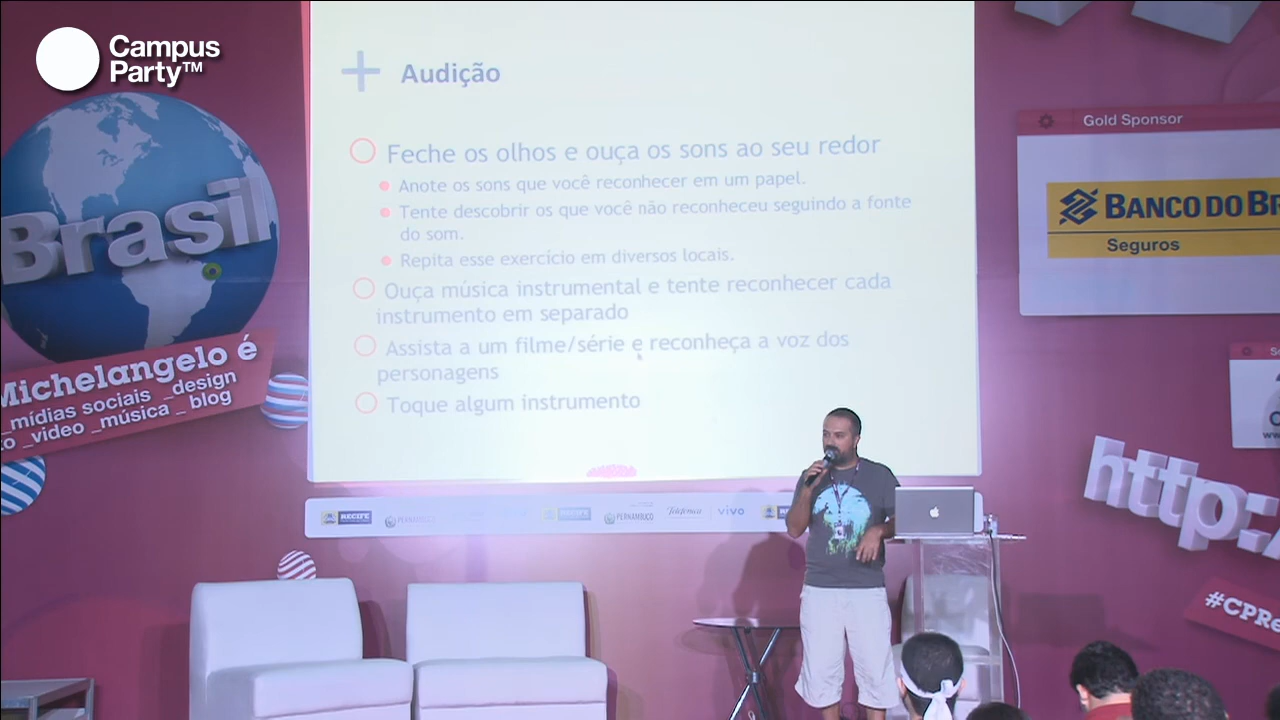 Campus
Party™
Brasil
Michelangelo é
_mídias sociais _design
_video _música _ blog
+ Audição
Feche os olhos e ouça os sons ao seu redor
Anote os sons que você reconhecer em um papel.
Tente descobrir os que você não reconheceu seguindo a fonte
do som.
Repita esse exercício em diversos locais.
Ouça música instrumental e tente reconhecer cada
instrumento em separado
Assista a um filme/série e reconheça a voz dos
personagens
Toque algum instrumento
Gold Sponsor
BANCO DO BR
Seguros
http:
#CPRe
RECIFE
PERNAMBUCO
RECIFE
PERNAMBUCO
Telefónica
vivo